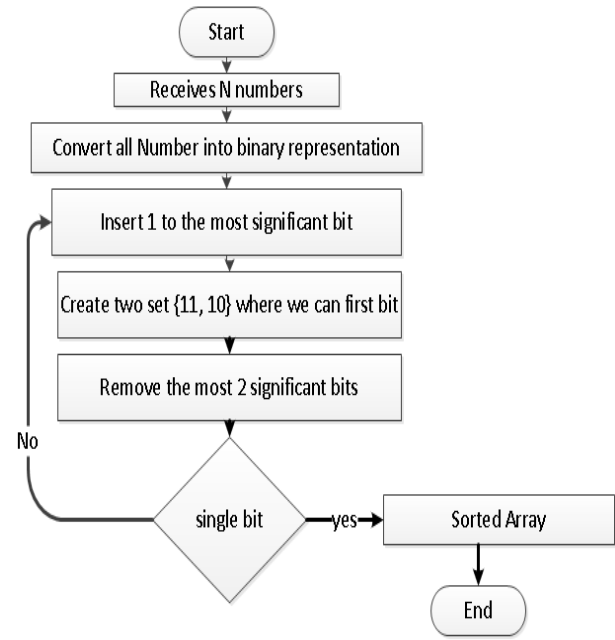 Start
Receives N numbers
Convert all Number into binary representation
Insert 1 to the most significant bit
Create two set {11, 10} where we can first bit
Remove the most 2 significant bits
No
single bit
yes
Sorted Array
End